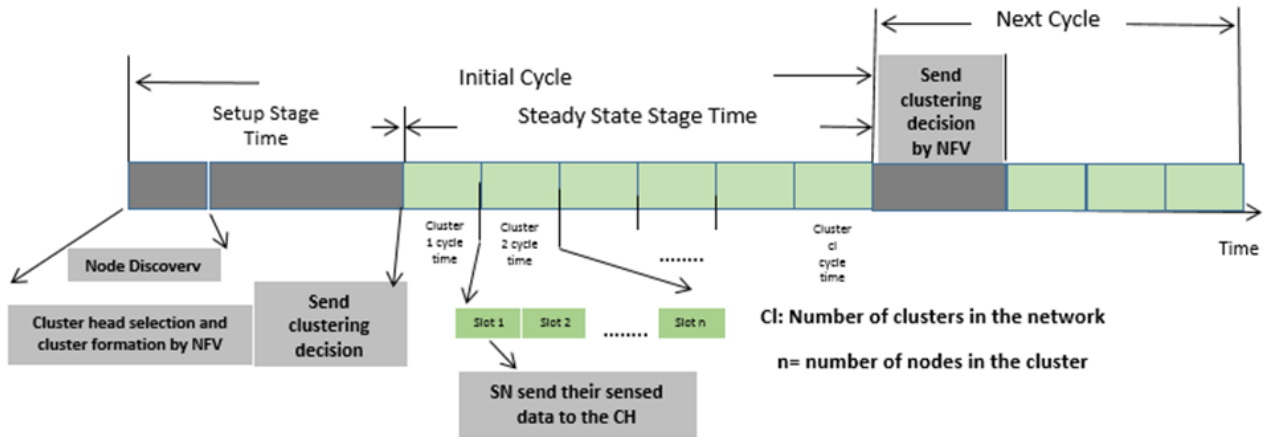 Next Cycle
Initial Cycle
Send
clustering
decision
by NFV
Setup Stage
Time
Steady State Stage Time
Cluster
1 cycle
time
Cluster
2 cycle
time
........
Cluster
cl
cycle
time
Time
Node Discovery
Cluster head selection and
cluster formation by NFV
Send
clustering
decision
Slot 1
Slot 2
........
Slot n
Cl: Number of clusters in the network
n= number of nodes in the cluster
SN send their sensed
data to the CH